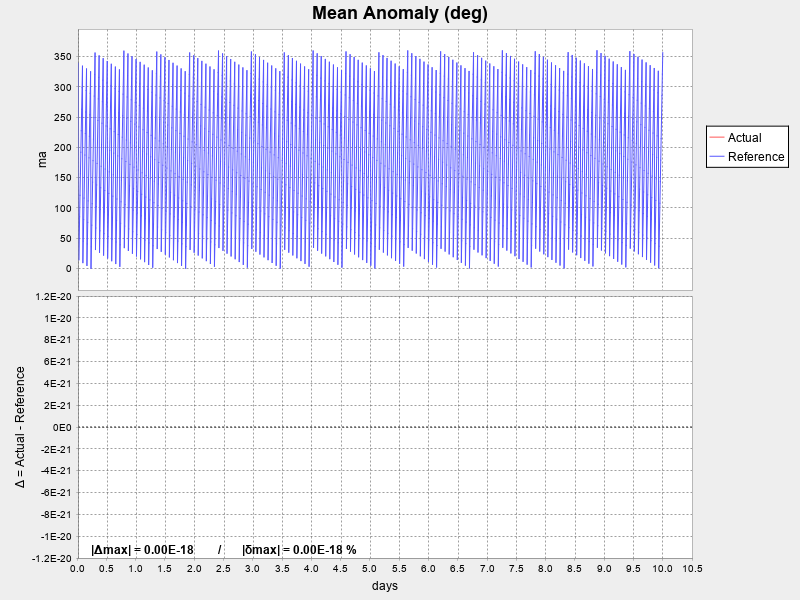 Mean Anomaly (deg)
350
300
250
200
150
100
50
0
ma
Actual
Reference
1.2E-20
1E-20
8E-21
6E-21
4E-21
2E-21
0E0
-2E-21
-4E-21
-6E-21
-8E-21
-1E-20
-1.2E-20
Δ = Actual - Reference
|Δmax| = 0.00E-18 / |δmax| = 0.00E-18 %
0.0 0.5 1.0 1.5 2.0 2.5 3.0 3.5 4.0 4.5 5.0 5.5 6.0 6.5 7.0 7.5 8.0 8.5 9.0 9.5 10.0 10.5
days